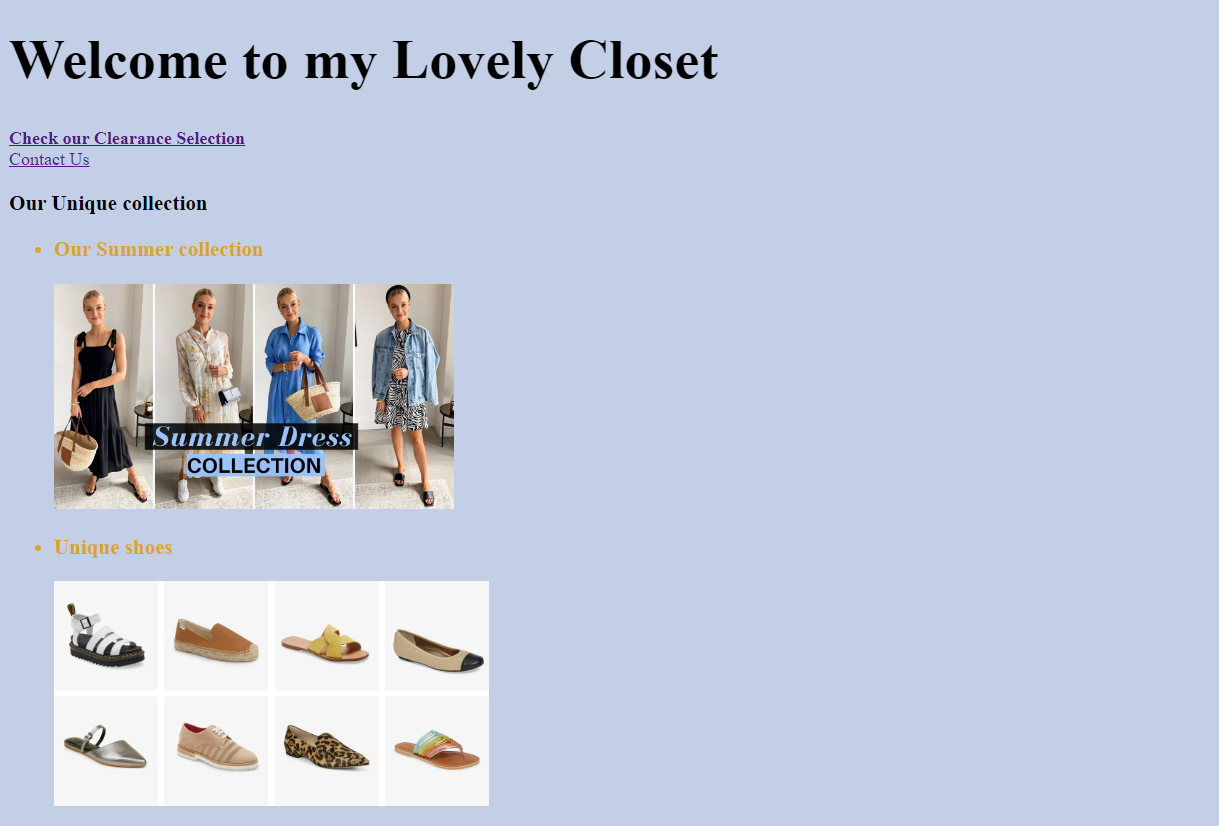 Welcome to my Lovely Closet
Check our Clearance Selection
Contact Us
Our Unique collection
Our Summer collection
Summer Dress
COLLECTION
Unique shoes